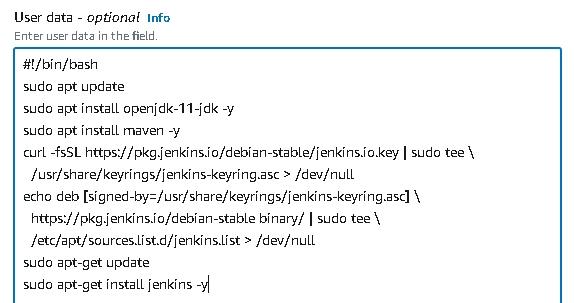 User data - optional Info
Enter user data in the field.
#!/bin/bash
sudo apt update
sudo apt install openjdk-11-jdk -y
sudo apt install maven -y
curl -fsSL https://pkg.jenkins.io/debian-stable/jenkins.io.key | sudo tee \
  /usr/share/keyrings/jenkins-keyring.asc > /dev/null
echo deb [signed-by=/usr/share/keyrings/jenkins-keyring.asc] \
  https://pkg.jenkins.io/debian-stable binary/ | sudo tee \
  /etc/apt/sources.list.d/jenkins.list > /dev/null
sudo apt-get update
sudo apt-get install jenkins -y